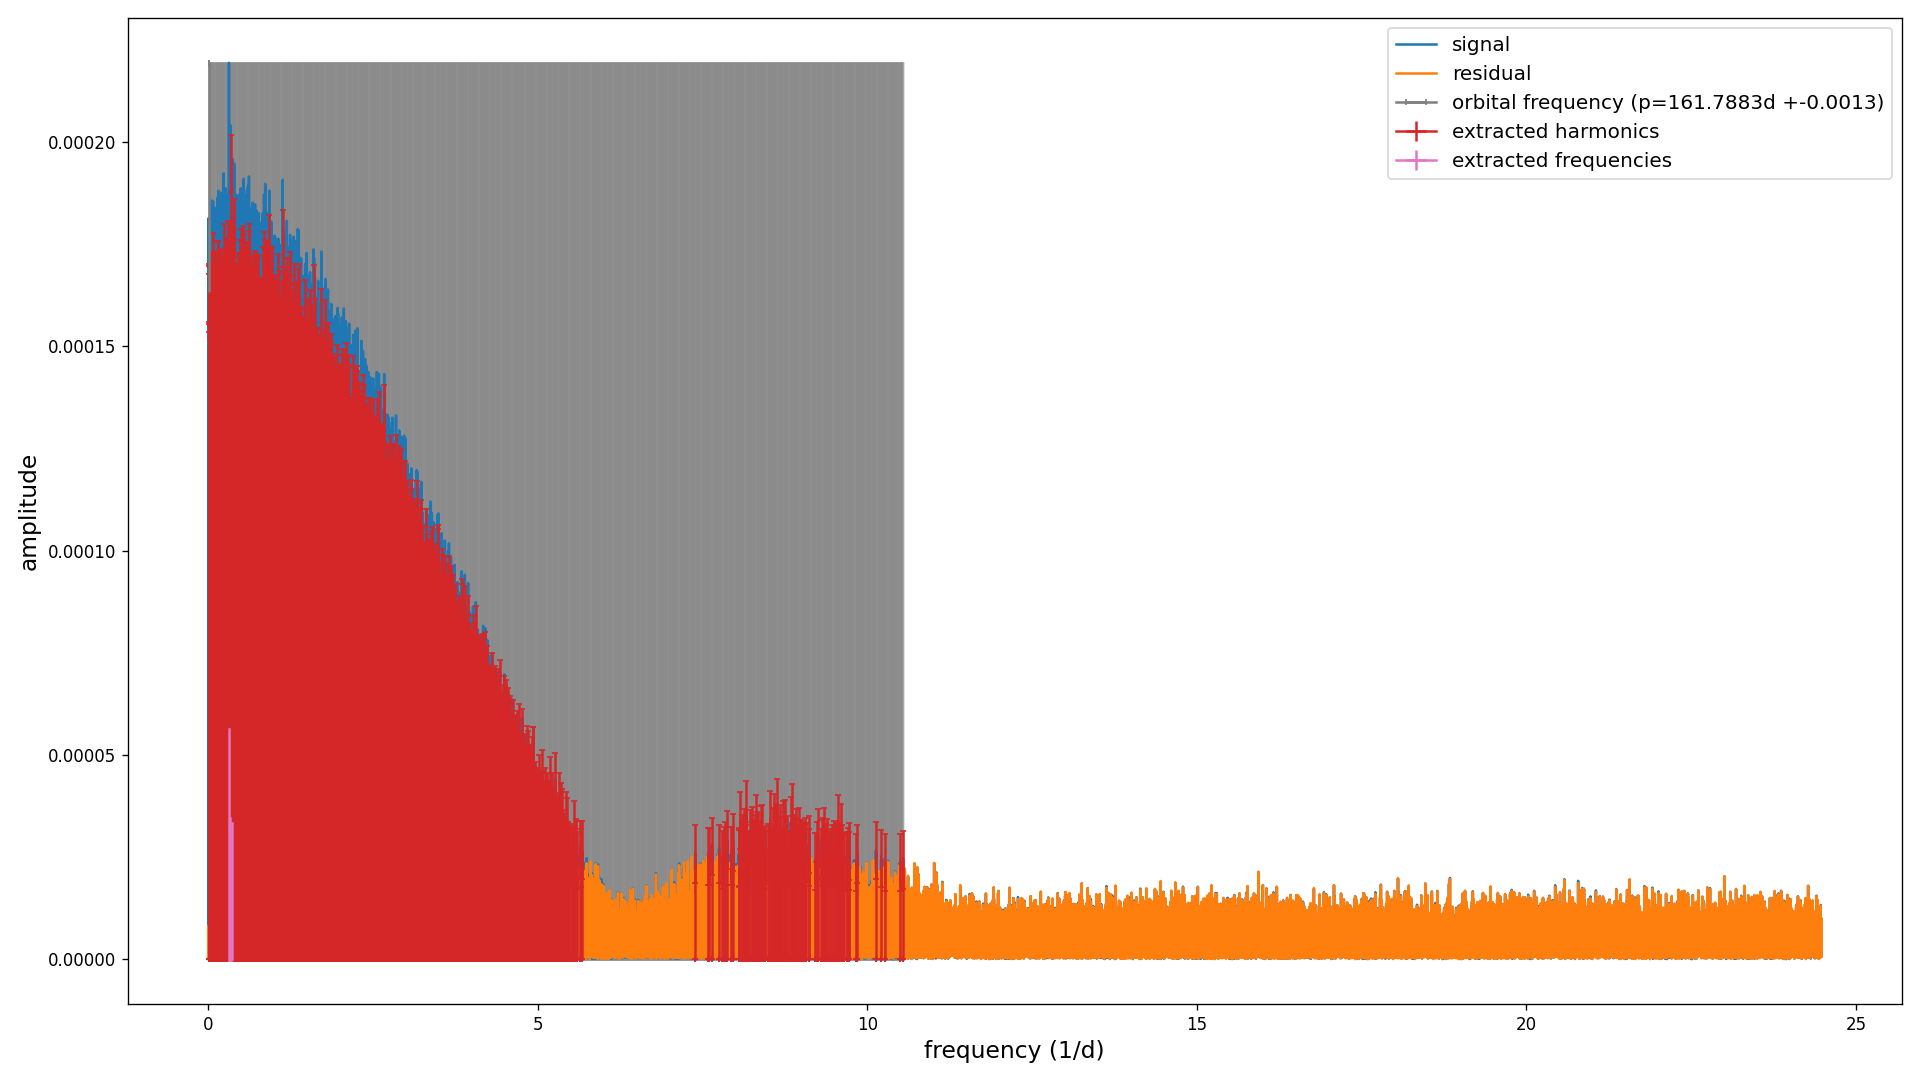 signal
residual
orbital frequency (p=161.7883d +-0.0013)
extracted harmonics
extracted frequencies
amplitude
0.00020
0.00015
0.00010
0.00005
0.00000
0 5 10 15 20 25
frequency (1/d)